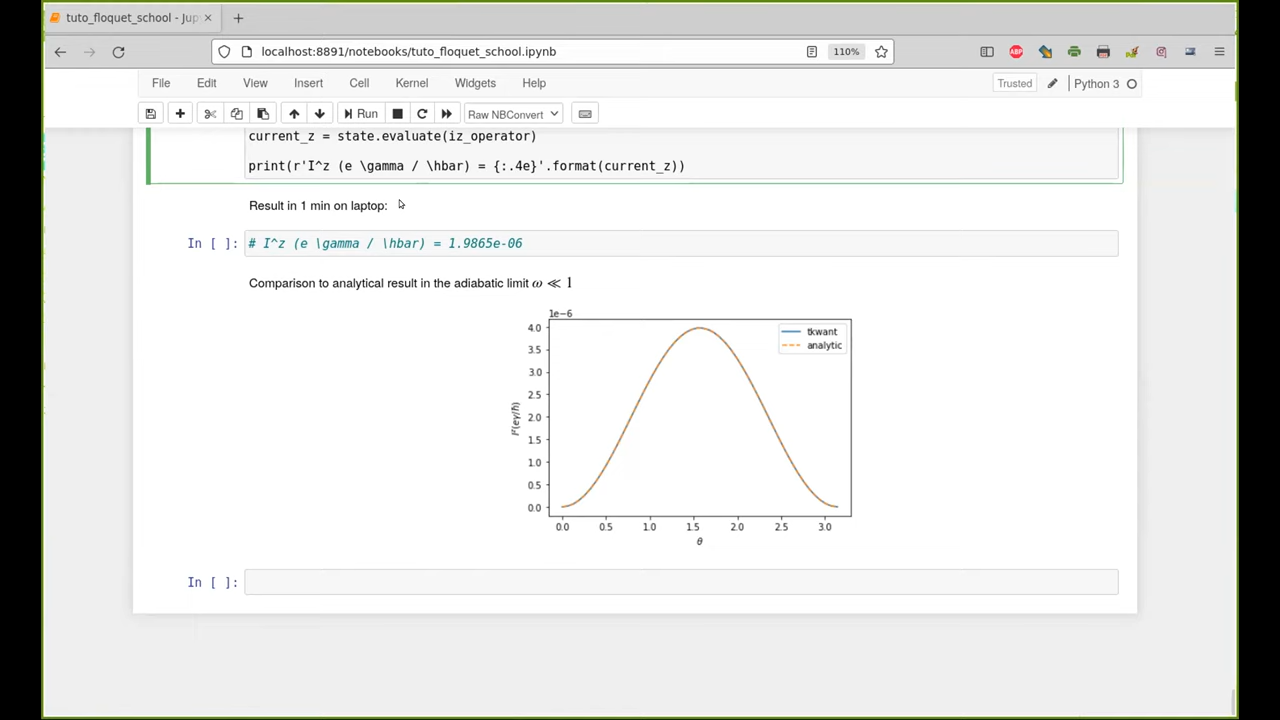 tuto_floquet_school - Jup
localhost:8891/notebooks/tuto_floquet_school.ipynb
110%
ABP
File Edit View Insert Cell Kernel Widgets Help
Trusted
Python 3
Run
Raw NBConvert
current_z = state.evaluate(iz_operator)
print(r'I^z (e \gamma / \hbar) = {:.4e}'.format(current_z))
Result in 1 min on laptop:
In [ ]: # I^z (e \gamma / \hbar) = 1.9865e-06
Comparison to analytical result in the adiabatic limit ω ≪ 1
1e-6
4.0
3.5
3.0
2.5
2.0
1.5
1.0
0.5
0.0
I^z(eγ/ħ)
tkwant
analytic
0.0 0.5 1.0 1.5 2.0 2.5 3.0
θ
In [ ]: